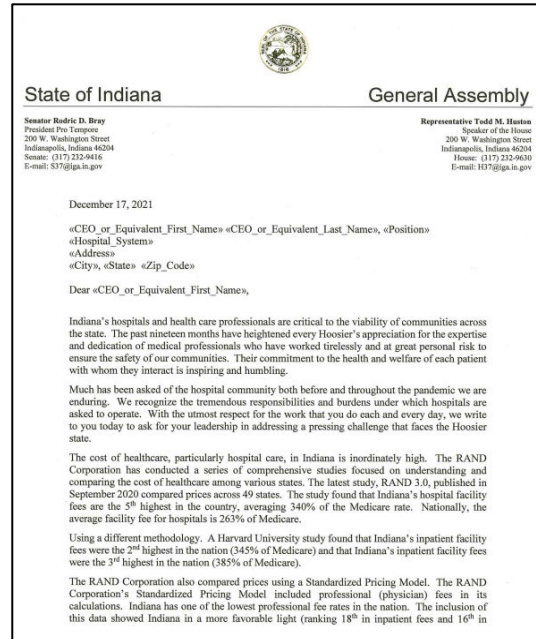 State of Indiana
General Assembly
Senator Rodric D. Bray
President Pro Tempore
200 W. Washington Street
Indianapolis, Indiana 46204
Senate: (317) 232-9416
E-mail: S37@iga.in.gov
Representative Todd M. Huston
Speaker of the House
200 W. Washington Street
Indianapolis, Indiana 46204
House: (317) 232-9630
E-mail: H37@iga.in.gov
December 17, 2021
«CEO_or_Equivalent_First_Name» «CEO_or_Equivalent_Last_Name», «Position»
«Hospital_System»
«Address»
«City», «State» «Zip_Code»
Dear «CEO_or_Equivalent_First_Name»,
Indiana's hospitals and health care professionals are critical to the viability of communities across
the state. The past nineteen months have heightened every Hoosier's appreciation for the expertise
and dedication of medical professionals who have worked tirelessly and at great personal risk to
ensure the safety of our communities. Their commitment to the health and welfare of each patient
with whom they interact is inspiring and humbling.
Much has been asked of the hospital community both before and throughout the pandemic we are
enduring. We recognize the tremendous responsibilities and burdens under which hospitals are
asked to operate. With the utmost respect for the work that you do each and every day, we write
to you today to ask for your leadership in addressing a pressing challenge that faces the Hoosier
state.
The cost of healthcare, particularly hospital care, in Indiana is inordinately high. The RAND
Corporation has conducted a series of comprehensive studies focused on understanding and
comparing the cost of healthcare among various states. The latest study, RAND 3.0, published in
September 2020 compared prices across 49 states. The study found that Indiana's hospital facility
fees are the 5th highest in the country, averaging 340% of the Medicare rate. Nationally, the
average facility fee for hospitals is 263% of Medicare.
Using a different methodology. A Harvard University study found that Indiana's inpatient facility
fees were the 2nd highest in the nation (345% of Medicare) and that Indiana's inpatient facility fees
were the 3rd highest in the nation (385% of Medicare).
The RAND Corporation also compared prices using a Standardized Pricing Model. The RAND
Corporation's Standardized Pricing Model included professional (physician) fees in its
calculations. Indiana has one of the lowest professional fee rates in the nation. The inclusion of
this data showed Indiana in a more favorable light (ranking 18th in inpatient fees and 16th in